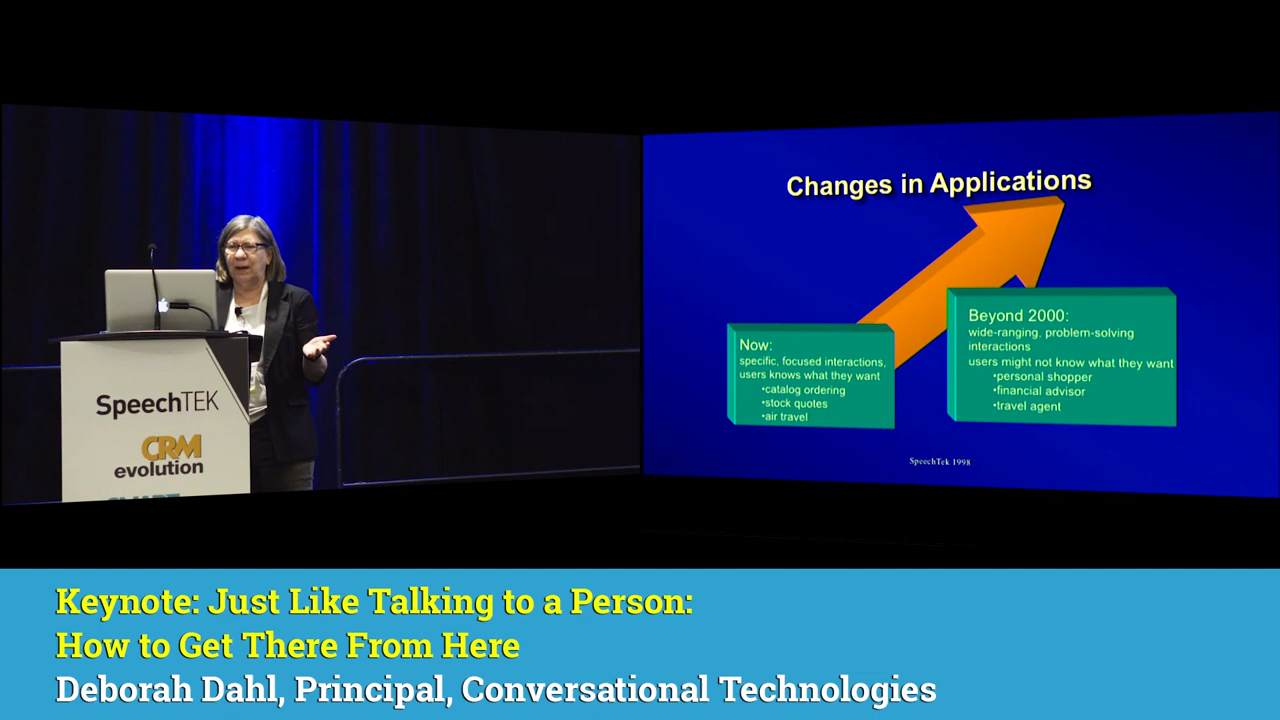 SpeechTEK
CRM
evolution
Changes in Applications
Now:
specific, focused interactions,
users knows what they want
•catalog ordering
•stock quotes
•air travel
Beyond 2000:
wide-ranging, problem-solving
interactions
users might not know what they want
•personal shopper
•financial advisor
•travel agent
SpeechTek 1998
Keynote: Just Like Talking to a Person:
How to Get There From Here
Deborah Dahl, Principal, Conversational Technologies